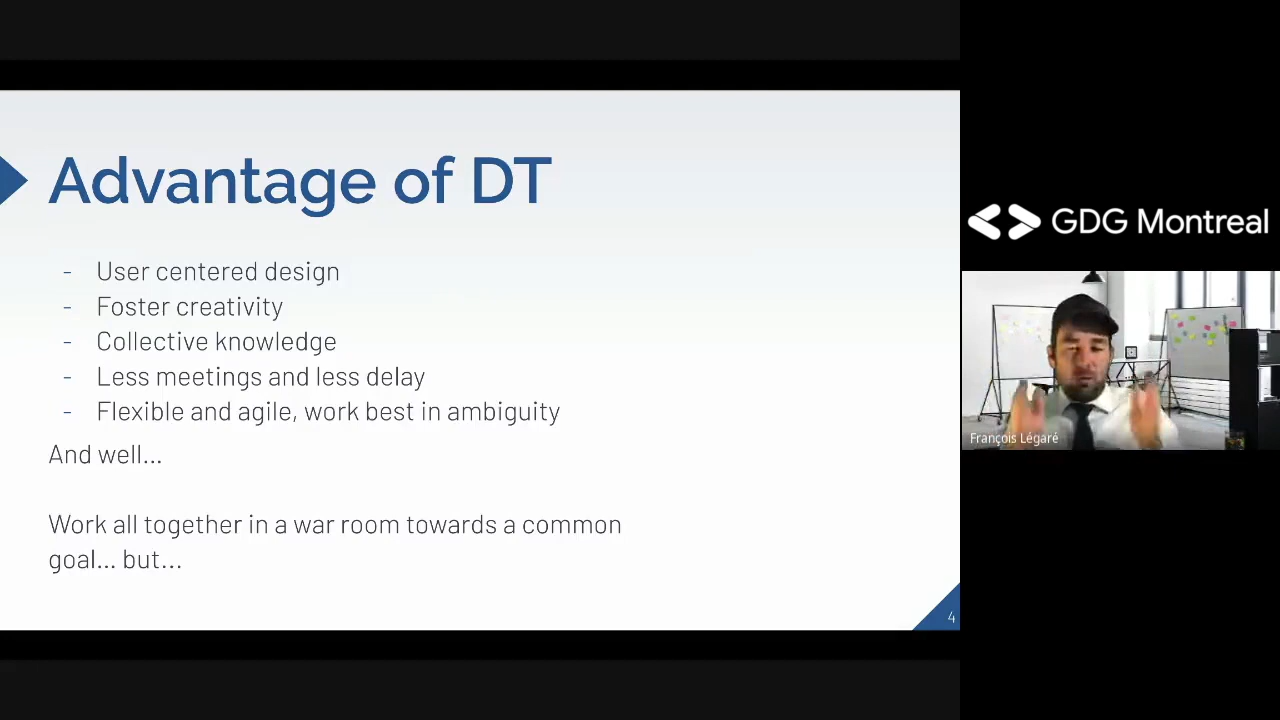 Advantage of DT
- User centered design
- Foster creativity
- Collective knowledge
- Less meetings and less delay
- Flexible and agile, work best in ambiguity
And well...
Work all together in a war room towards a common
goal... but...
4
GDG Montreal
François Légaré